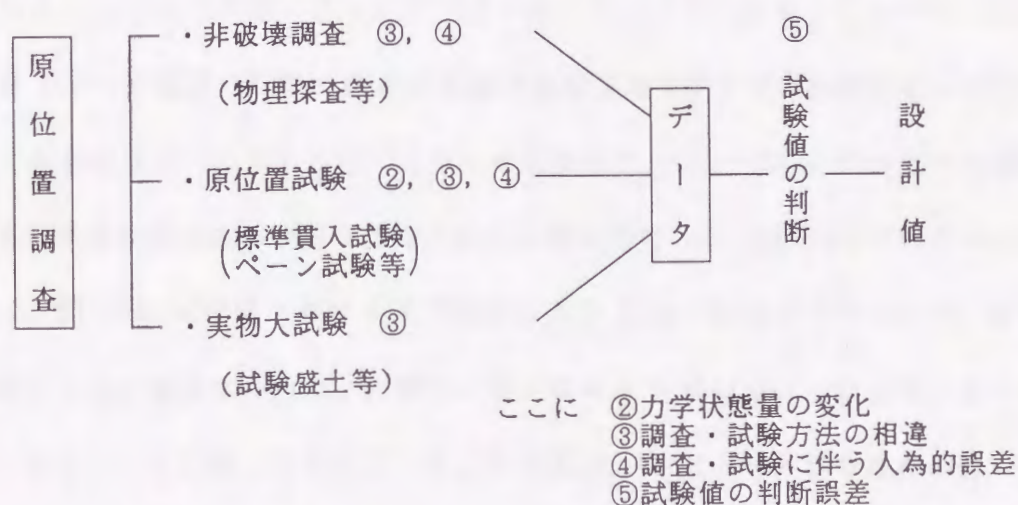 原位置調査
・非破壊調査 ③, ④
(物理探査等)
・原位置試験 ②, ③, ④
(標準貫入試験
ペーン試験等)
・実物大試験 ③
(試験盛土等)
データ
⑤
試験値の判断
設計値
ここに ②力学状態量の変化
③調査・試験方法の相違
④調査・試験に伴う人為的誤差
⑤試験値の判断誤差